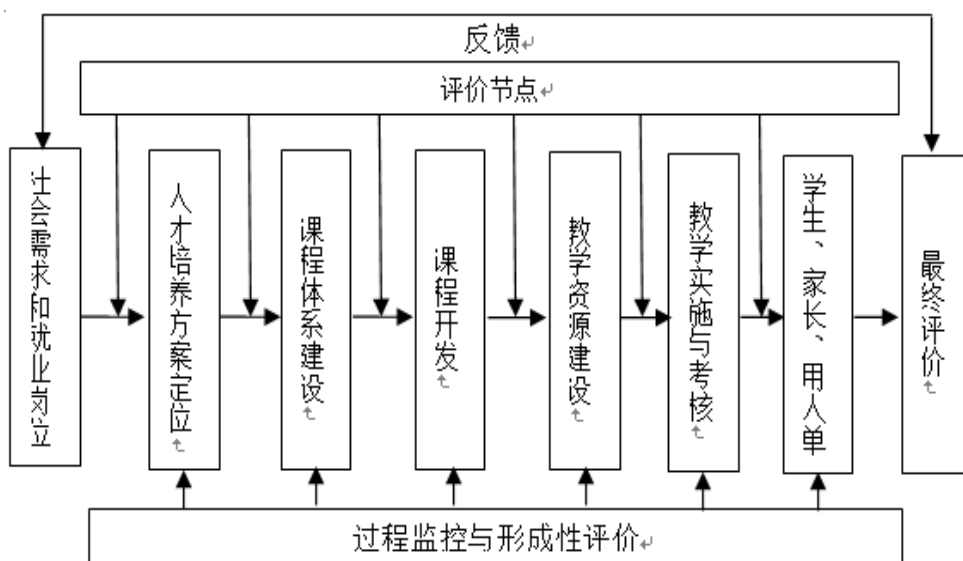 反馈
评价节点
社会需求和就业岗位
人才培养方案定位
课程体系建设
课程开发
教学资源建设
教学实施与考核
学生、家长、用人单
最终评价
过程监控与形成性评价